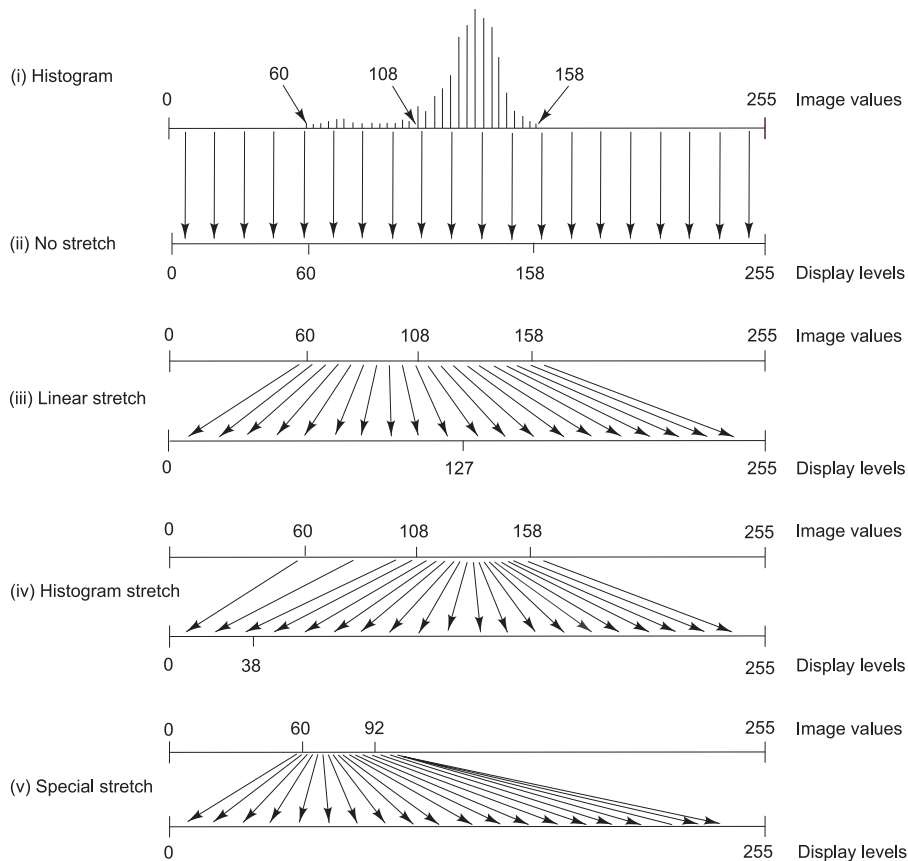 60 108 158
(i) Histogram
0 255 Image values
(ii) No stretch
0 60 158 255 Display levels
0 60 108 158 255 Image values
(iii) Linear stretch
127
0 255 Display levels
0 60 108 158 255 Image values
(iv) Histogram stretch
0 38 255 Display levels
0 60 92 255 Image values
(v) Special stretch
0 255 Display levels